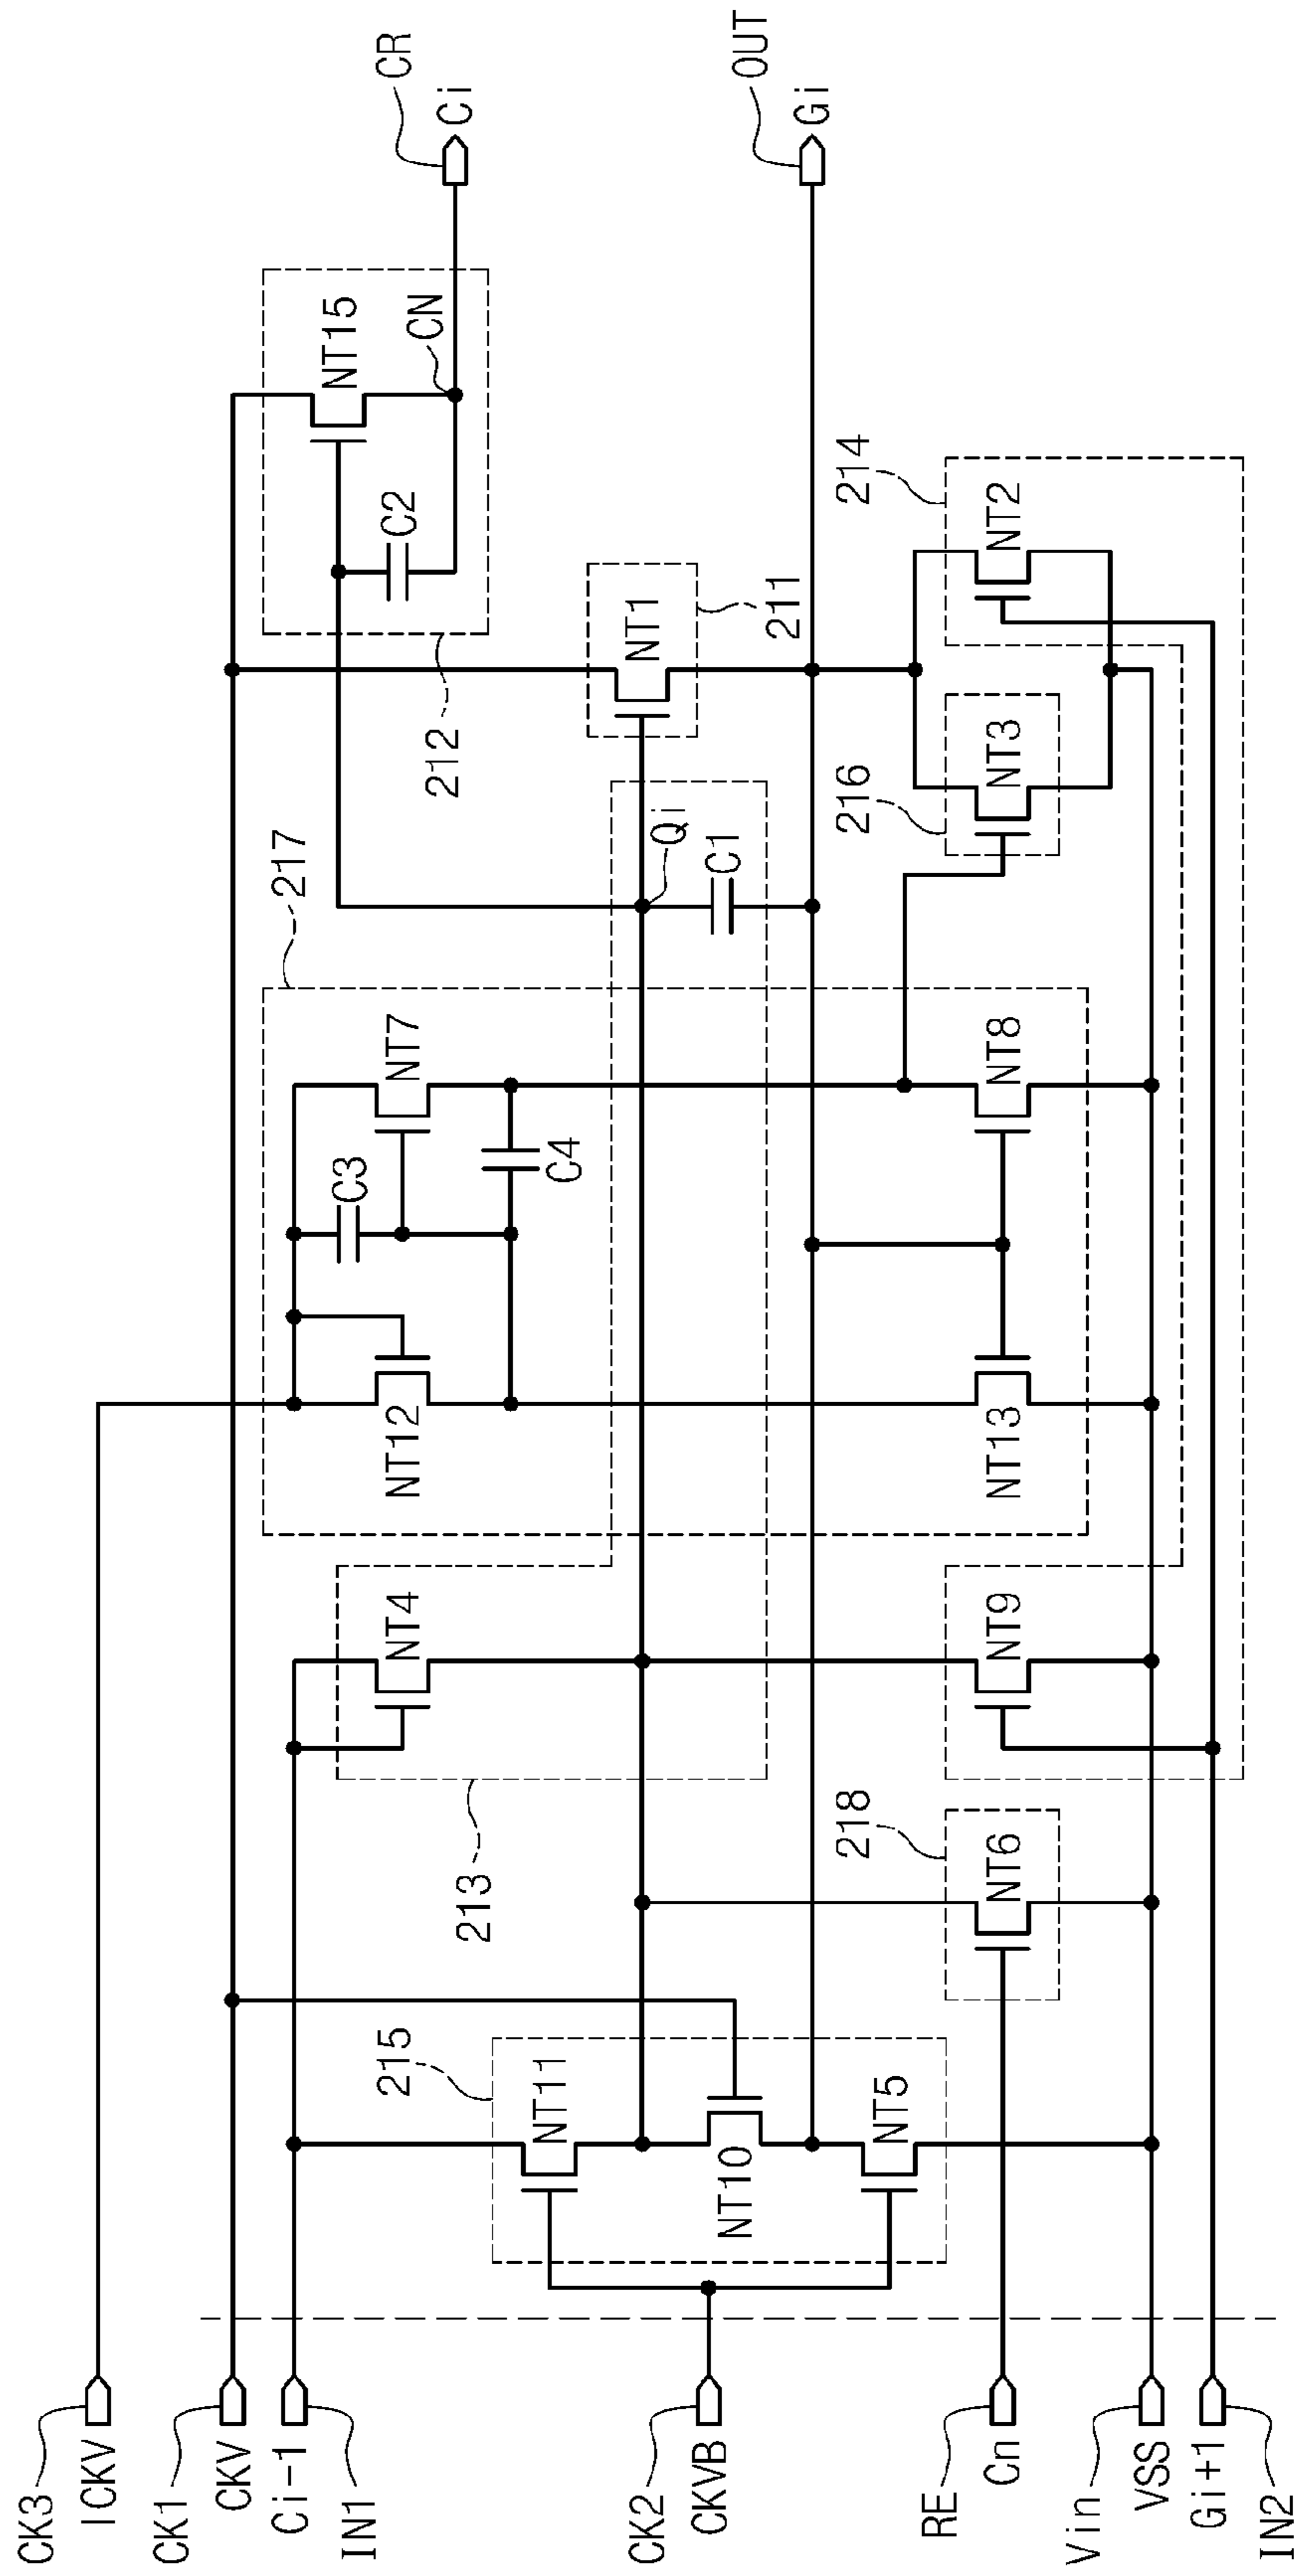 CK3
ICKV
CK1
CKV
Ci-1
IN1
CK2
CKVB
RE
Cn
Vin
VSS
Gi+1
IN2
215
NT11
NT10
NT5
218
NT6
213
NT4
NT9
217
NT12
C3
NT7
C4
NT13
NT8
Qi
C1
216
NT3
214
NT2
212
NT1
211
C2
NT15
CN
CR
Ci
OUT
Gi